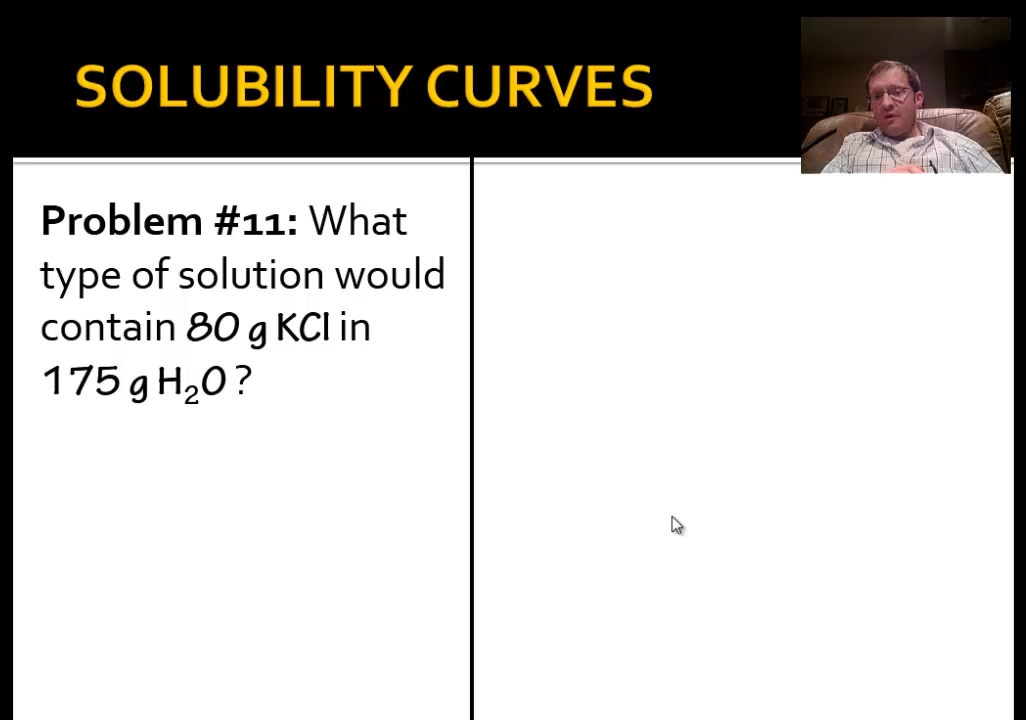 SOLUBILITY CURVES
Problem #11: What
type of solution would
contain 80 g KCl in
175 g H₂O ?